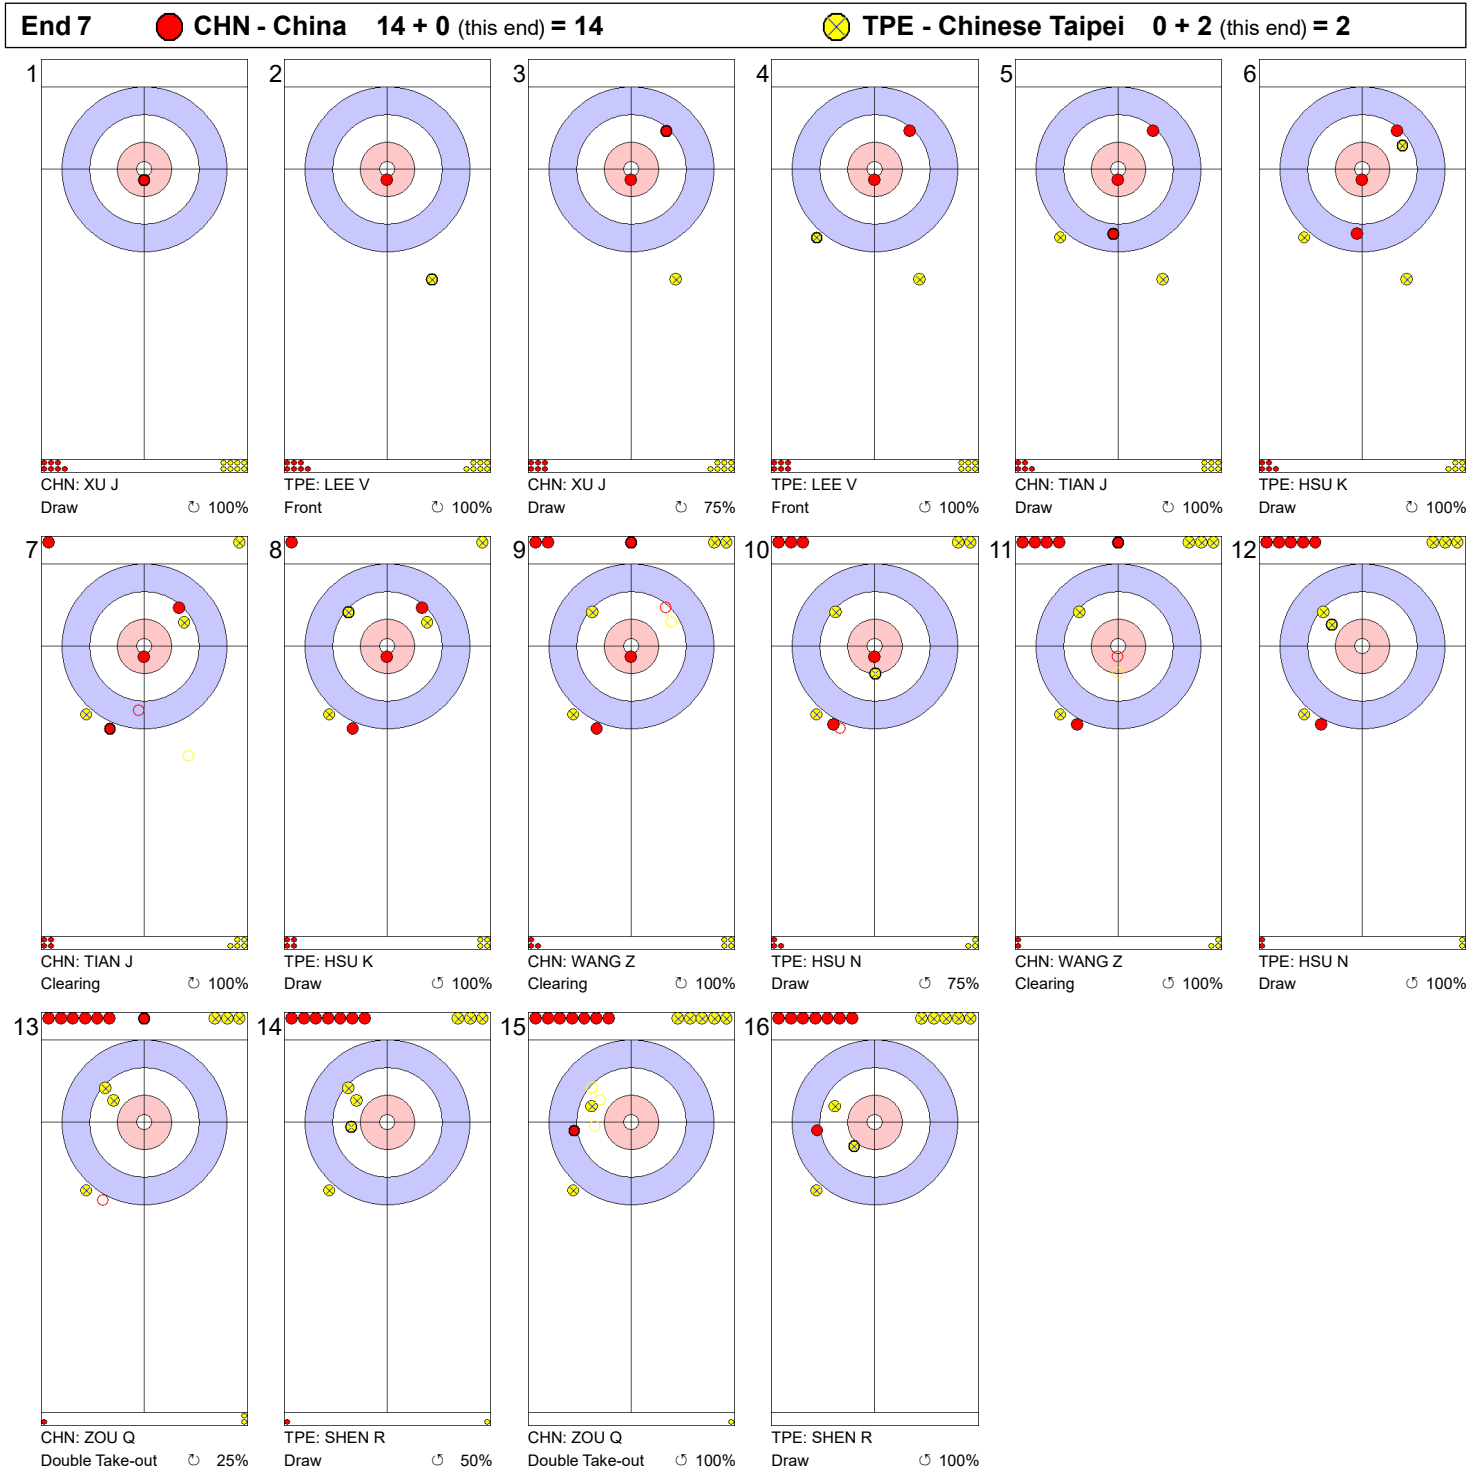 End 7 CHN - China 14 + 0 (this end) = 14 TPE - Chinese Taipei 0 + 2 (this end) = 2
1 2 3 4 5 6
CHN: XU J TPE: LEE V CHN: XU J TPE: LEE V CHN: TIAN J TPE: HSU K
Draw ↻ 100% Front ↻ 100% Draw ↻ 75% Front ↻ 100% Draw ↺ 100% Draw ↻ 100%
7 8 9 10 11 12
CHN: TIAN J TPE: HSU K CHN: WANG Z TPE: HSU N CHN: WANG Z TPE: HSU N
Clearing ↻ 100% Draw ↻ 100% Clearing ↺ 100% Draw ↺ 75% Clearing ↺ 100% Draw ↻ 100%
13 14 15 16
CHN: ZOU Q TPE: SHEN R CHN: ZOU Q TPE: SHEN R
Double Take-out ↻ 25% Draw ↺ 50% Double Take-out ↺ 100% Draw ↺ 100%